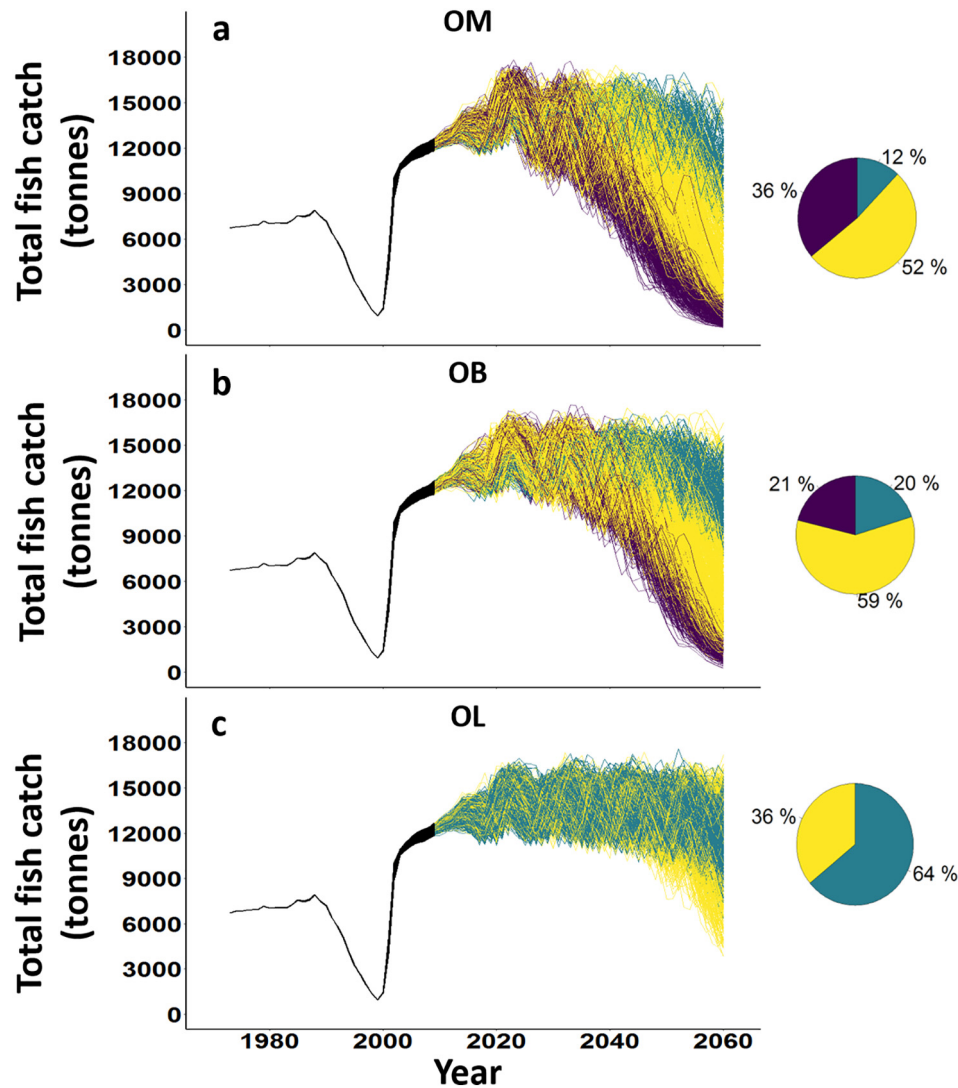 a
OM
Total fish catch
(tonnes)
18000
15000
12000
9000
6000
3000
0
12 %
36 %
52 %
b
OB
Total fish catch
(tonnes)
18000
15000
12000
9000
6000
3000
0
21 %
20 %
59 %
c
OL
Total fish catch
(tonnes)
18000
15000
12000
9000
6000
3000
0
36 %
64 %
1980
2000
2020
2040
2060
Year